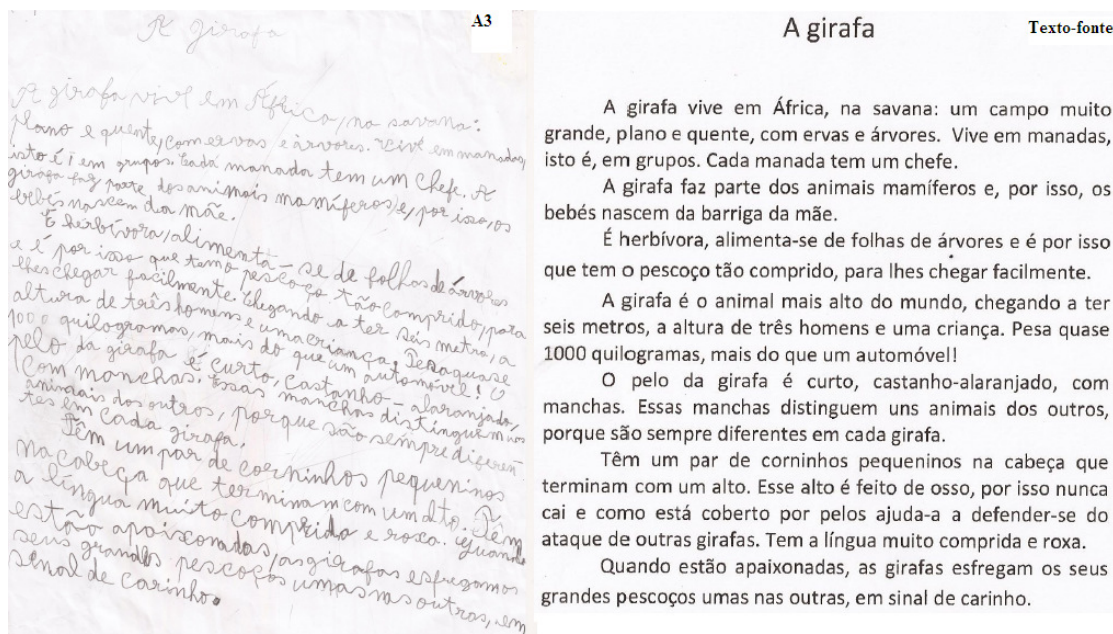 A3
A girafa
A girafa vive em África, na savana:
plano e quente, com ervas e árvores. Vive em manadas,
isto é, em grupos. Cada manada tem um chefe. A
girafa faz parte dos animais mamíferos e, por isso, os
bebés nascem da mãe.
É herbívora, alimenta-se de folhas de árvores
e é por isso que tem o pescoço tão comprido, para
lhes chegar facilmente. Chegando a ter seis metro, a
altura de três homens e uma criança. Pesa quase
1000 quilogramas, mais do que um automóvel! O
pelo da girafa é curto, castanho-alaranjado,
com manchas. Essas manchas distinguem uns
animais dos outros, porque são sempre diferen
tes em cada girafa.
Têm um par de corninhos pequeninos
na cabeça que terminam com um alto. Têm
a língua muito comprida e roxa. Quando
estão apaixonadas, as girafas esfregam os
seus grandes pescoços umas nas outras, em
sinal de carinho.
Texto-fonte
A girafa
A girafa vive em África, na savana: um campo muito
grande, plano e quente, com ervas e árvores. Vive em manadas,
isto é, em grupos. Cada manada tem um chefe.
A girafa faz parte dos animais mamíferos e, por isso, os
bebés nascem da barriga da mãe.
É herbívora, alimenta-se de folhas de árvores e é por isso
que tem o pescoço tão comprido, para lhes chegar facilmente.
A girafa é o animal mais alto do mundo, chegando a ter
seis metros, a altura de três homens e uma criança. Pesa quase
1000 quilogramas, mais do que um automóvel!
O pelo da girafa é curto, castanho-alaranjado, com
manchas. Essas manchas distinguem uns animais dos outros,
porque são sempre diferentes em cada girafa.
Têm um par de corninhos pequeninos na cabeça que
terminam com um alto. Esse alto é feito de osso, por isso nunca
cai e como está coberto por pelos ajuda-a a defender-se do
ataque de outras girafas. Tem a língua muito comprida e roxa.
Quando estão apaixonadas, as girafas esfregam os seus
grandes pescoços umas nas outras, em sinal de carinho.